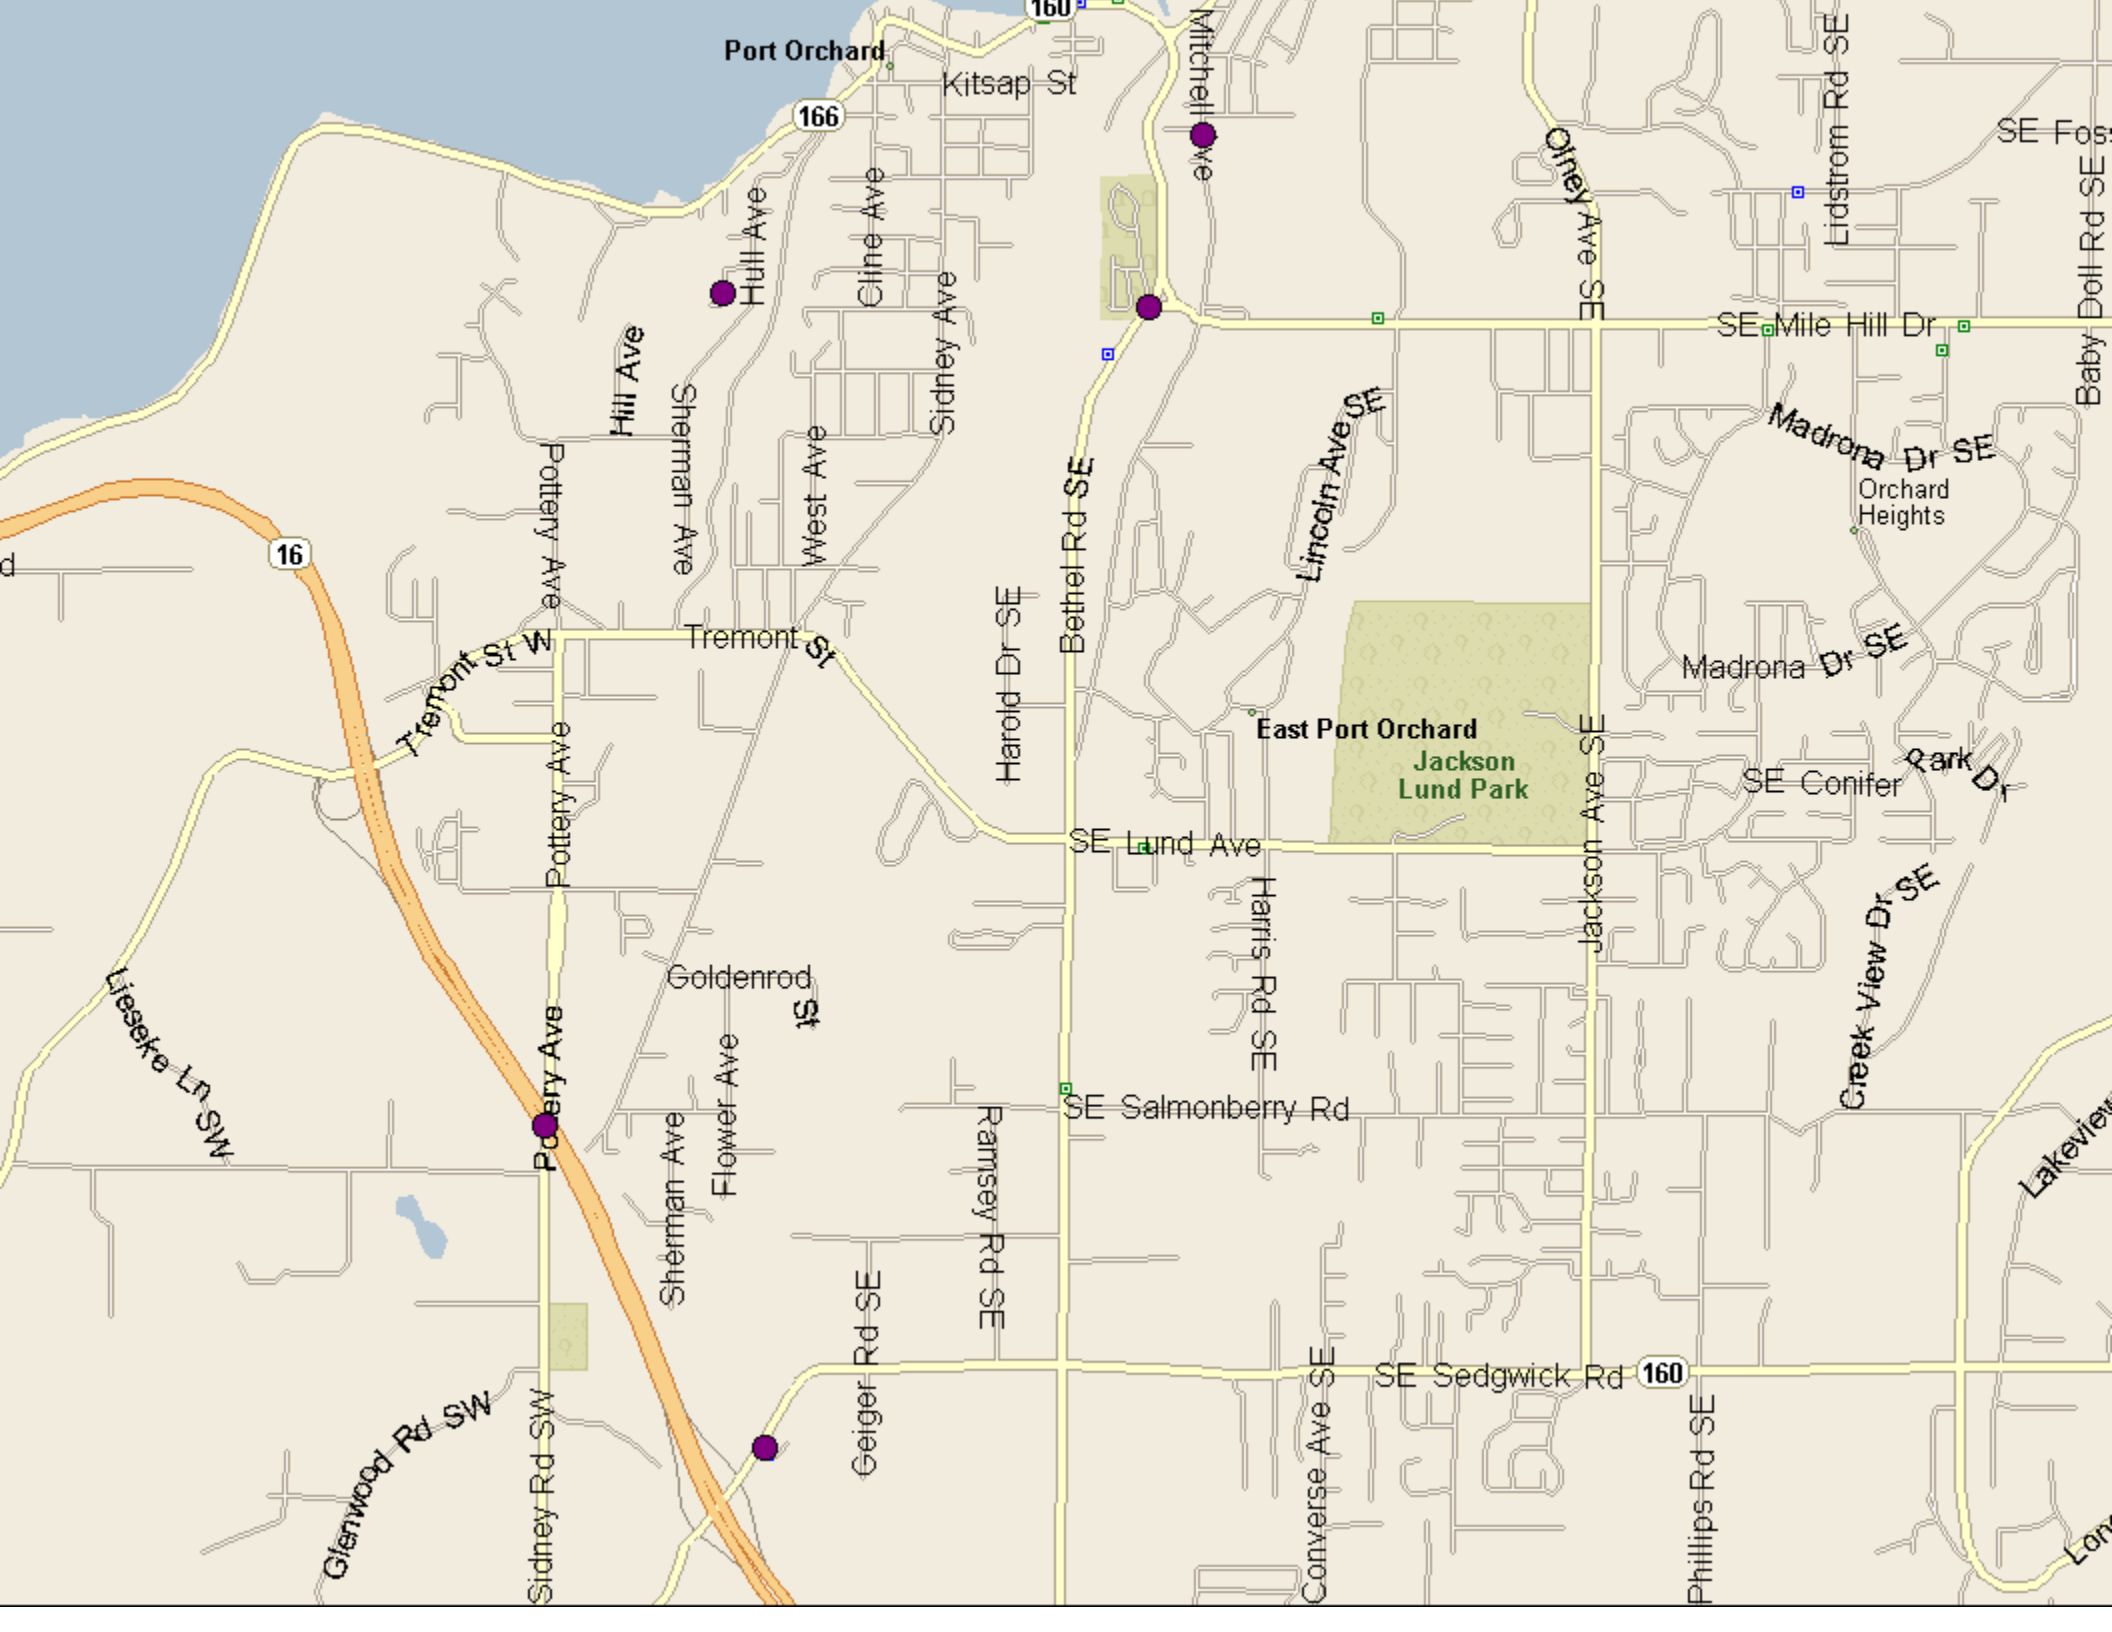 160
Port Orchard
Kitsap St
166
Mitchell Ave
Lidstrom Rd SE
SE Foss
Olney Ave SE
Baby Doll Rd SE
Hull Ave
Cline Ave
Sidney Ave
SE Mile Hill Dr
Hill Ave
Sherman Ave
West Ave
Pottery Ave
Bethel Rd SE
Lincoln Ave SE
Madrona Dr SE
Orchard
Heights
16
d
Harold Dr SE
Tremont St
Tremont St W
Madrona Dr SE
East Port Orchard
Jackson
Lund Park
Jackson Ave SE
SE Conifer Park Dr
Pottery Ave
SE Lund Ave
Harris Rd SE
Creek View Dr SE
Lieseke Ln SW
Goldenrod St
Pottery Ave
Flower Ave
Sherman Ave
SE Salmonberry Rd
Ramsey Rd SE
Lakeview
Geiger Rd SE
SE Sedgwick Rd
160
Converse Ave SE
Phillips Rd SE
Glenwood Rd SW
Sidney Rd SW
Long